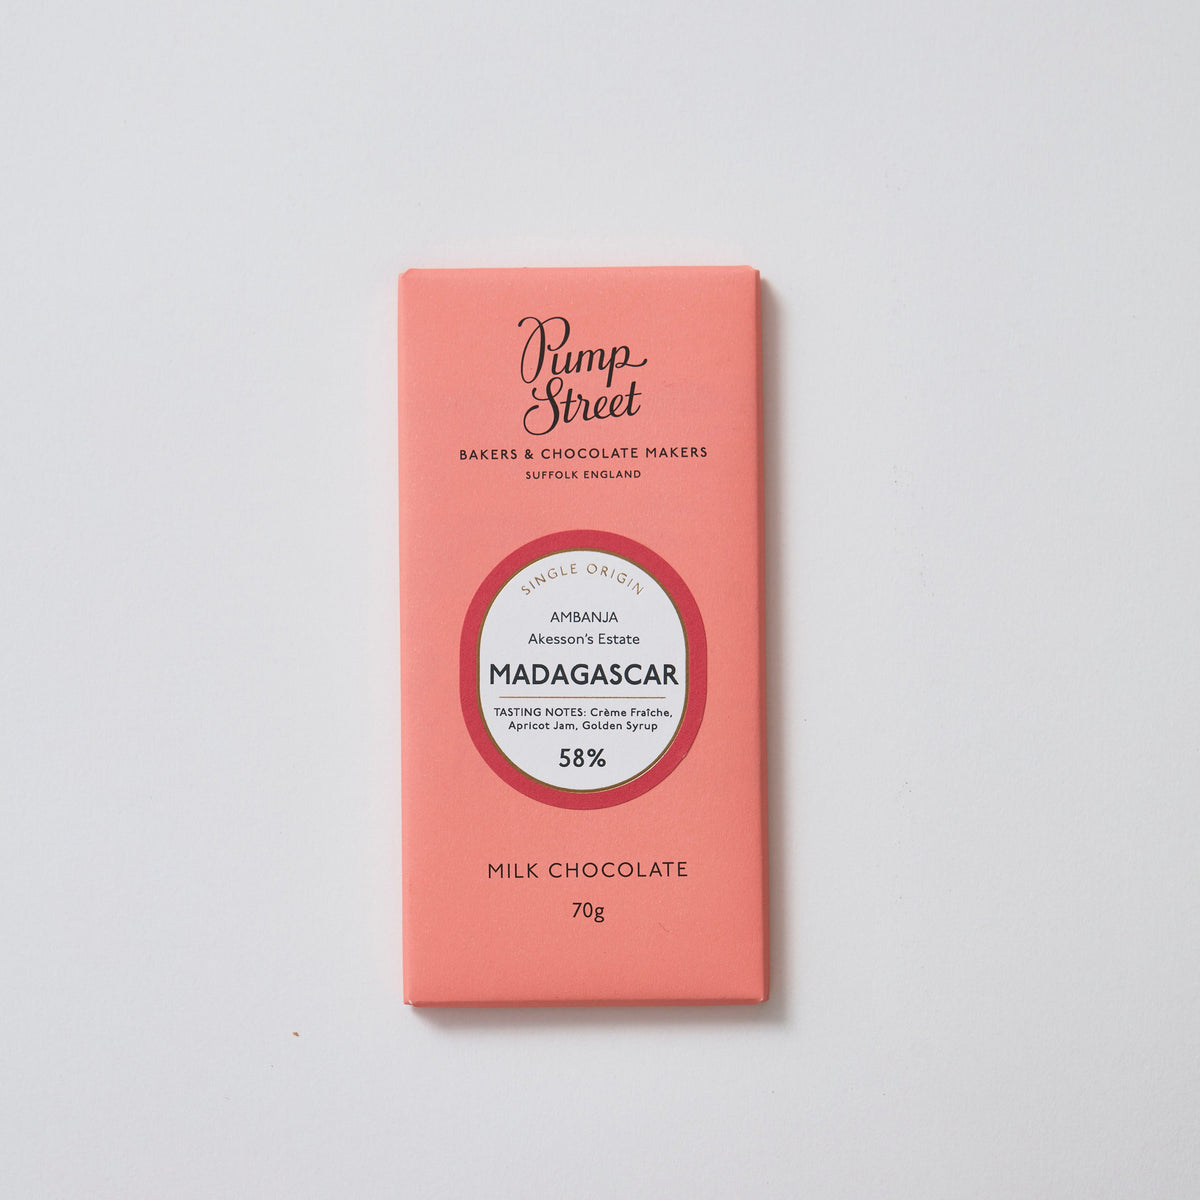 Pump
Street
BAKERS & CHOCOLATE MAKERS
SUFFOLK ENGLAND
SINGLE ORIGIN
AMBANJA
Akesson's Estate
MADAGASCAR
TASTING NOTES: Crème Fraîche,
Apricot Jam, Golden Syrup
58%
MILK CHOCOLATE
70g